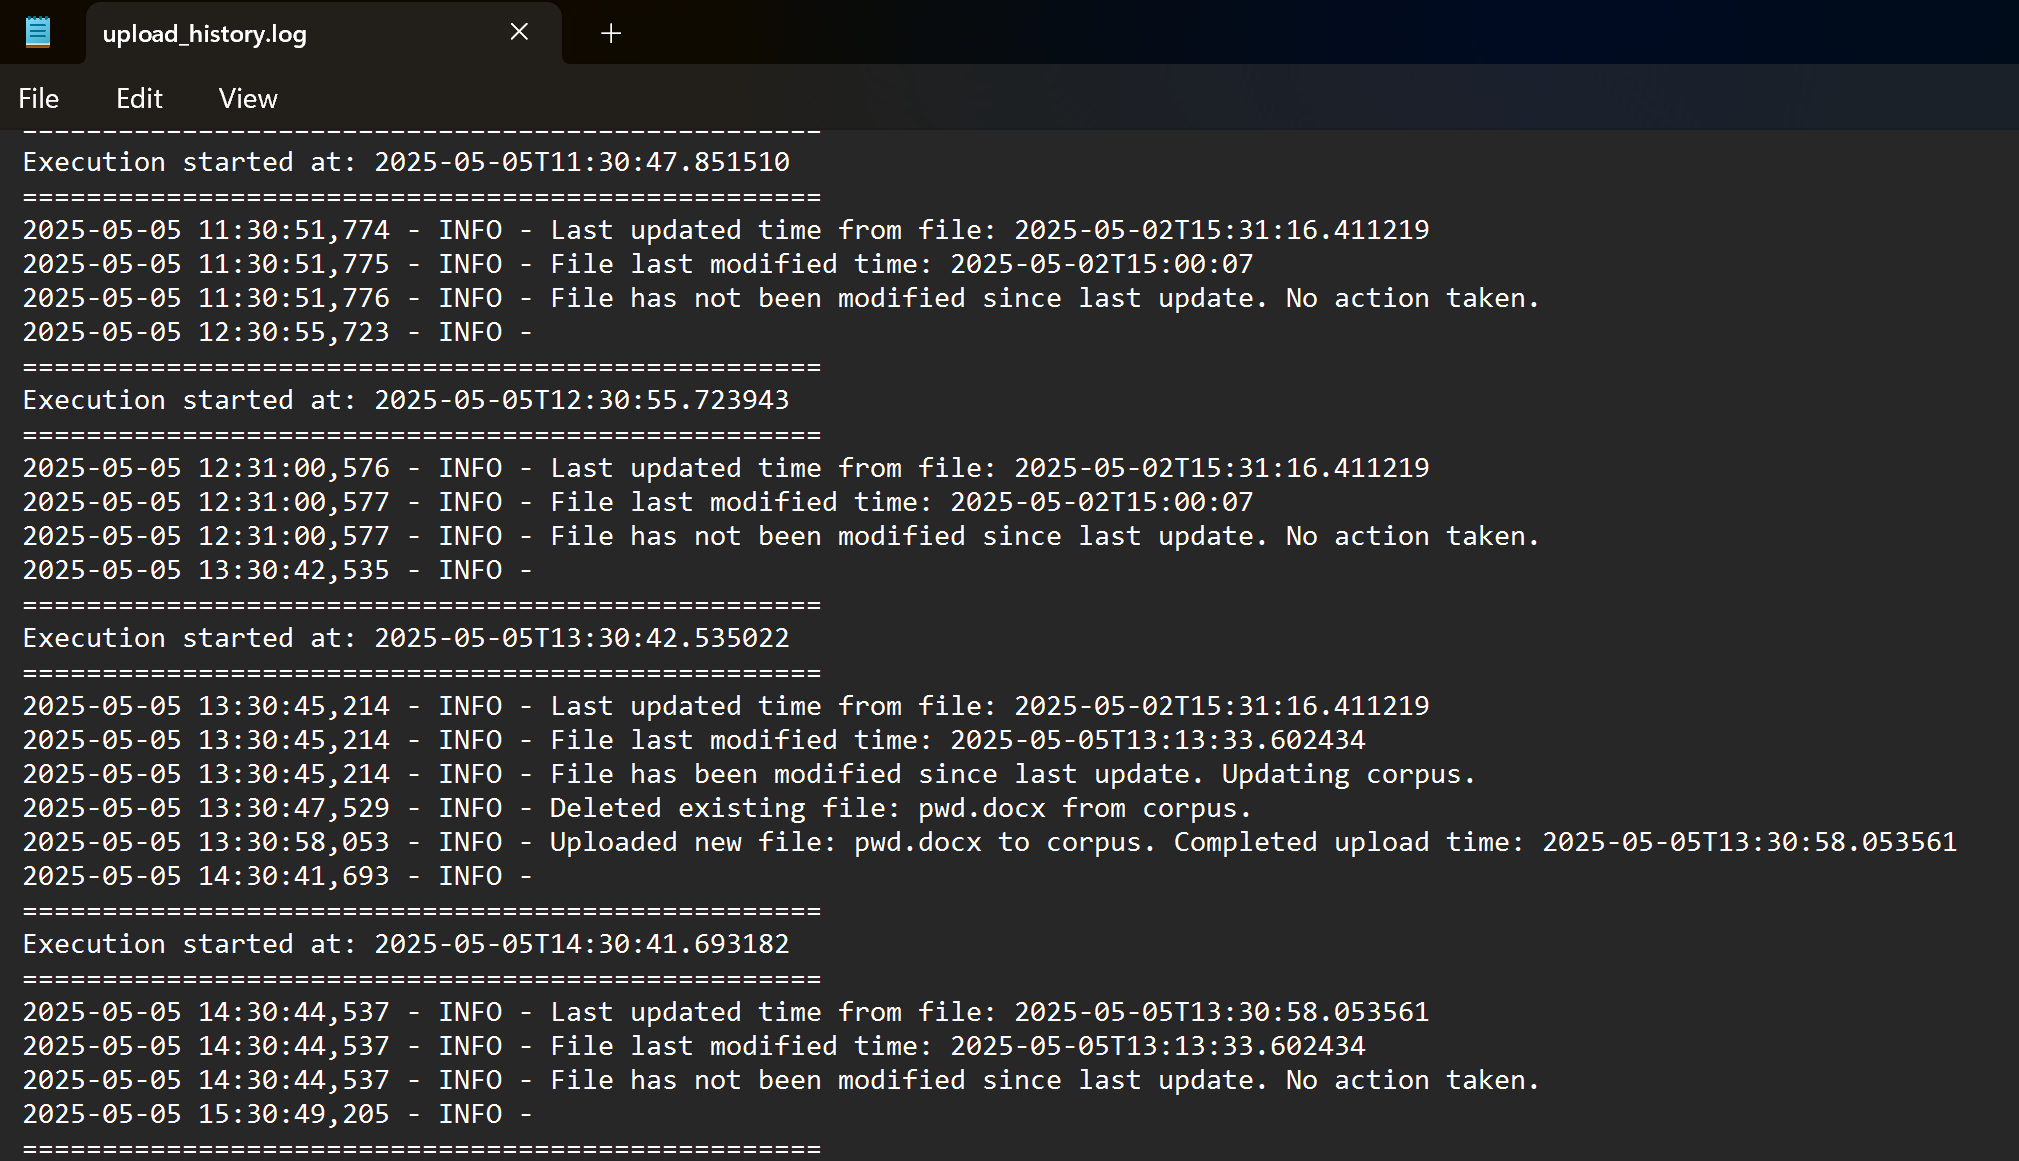 upload_history.log
File Edit View
==================================================
Execution started at: 2025-05-05T11:30:47.851510
==================================================
2025-05-05 11:30:51,774 - INFO - Last updated time from file: 2025-05-02T15:31:16.411219
2025-05-05 11:30:51,775 - INFO - File last modified time: 2025-05-02T15:00:07
2025-05-05 11:30:51,776 - INFO - File has not been modified since last update. No action taken.
2025-05-05 12:30:55,723 - INFO -
==================================================
Execution started at: 2025-05-05T12:30:55.723943
==================================================
2025-05-05 12:31:00,576 - INFO - Last updated time from file: 2025-05-02T15:31:16.411219
2025-05-05 12:31:00,577 - INFO - File last modified time: 2025-05-02T15:00:07
2025-05-05 12:31:00,577 - INFO - File has not been modified since last update. No action taken.
2025-05-05 13:30:42,535 - INFO -
==================================================
Execution started at: 2025-05-05T13:30:42.535022
==================================================
2025-05-05 13:30:45,214 - INFO - Last updated time from file: 2025-05-02T15:31:16.411219
2025-05-05 13:30:45,214 - INFO - File last modified time: 2025-05-05T13:13:33.602434
2025-05-05 13:30:45,214 - INFO - File has been modified since last update. Updating corpus.
2025-05-05 13:30:47,529 - INFO - Deleted existing file: pwd.docx from corpus.
2025-05-05 13:30:58,053 - INFO - Uploaded new file: pwd.docx to corpus. Completed upload time: 2025-05-05T13:30:58.053561
2025-05-05 14:30:41,693 - INFO -
==================================================
Execution started at: 2025-05-05T14:30:41.693182
==================================================
2025-05-05 14:30:44,537 - INFO - Last updated time from file: 2025-05-05T13:30:58.053561
2025-05-05 14:30:44,537 - INFO - File last modified time: 2025-05-05T13:13:33.602434
2025-05-05 14:30:44,537 - INFO - File has not been modified since last update. No action taken.
2025-05-05 15:30:49,205 - INFO -
==================================================